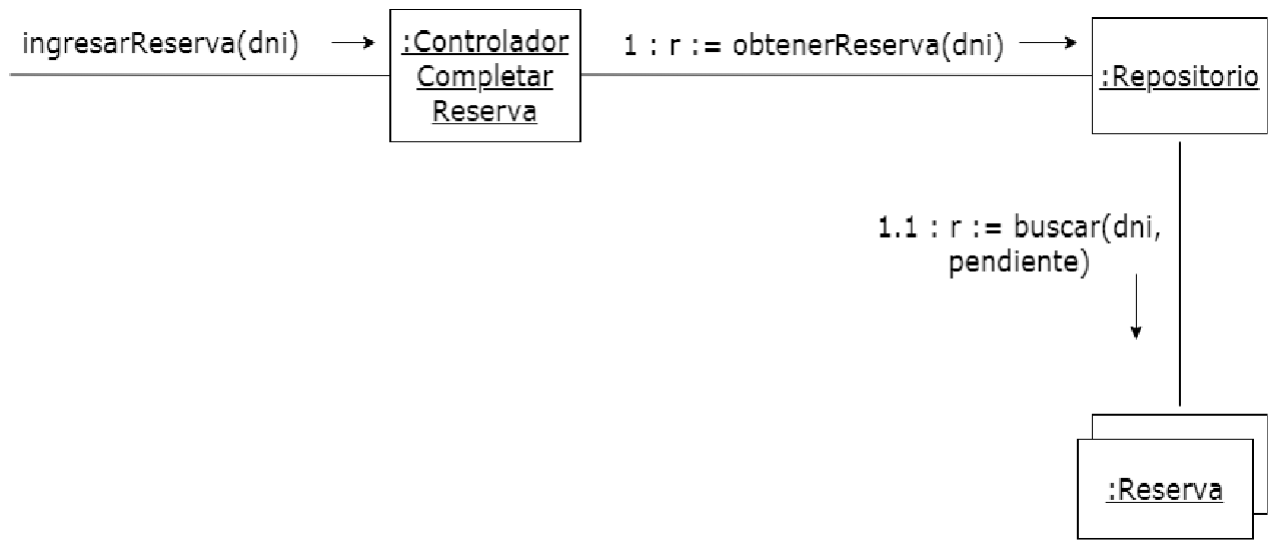 ingresarReserva(dni)
:Controlador
Completar
Reserva
1 : r := obtenerReserva(dni)
:Repositorio
1.1 : r := buscar(dni,
pendiente)
:Reserva